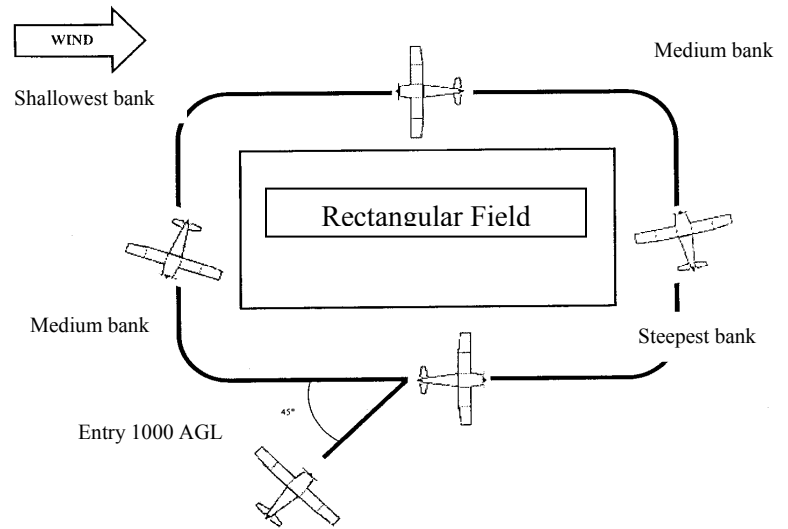 WIND
Medium bank
Shallowest bank
Rectangular Field
Medium bank
Steepest bank
45°
Entry 1000 AGL